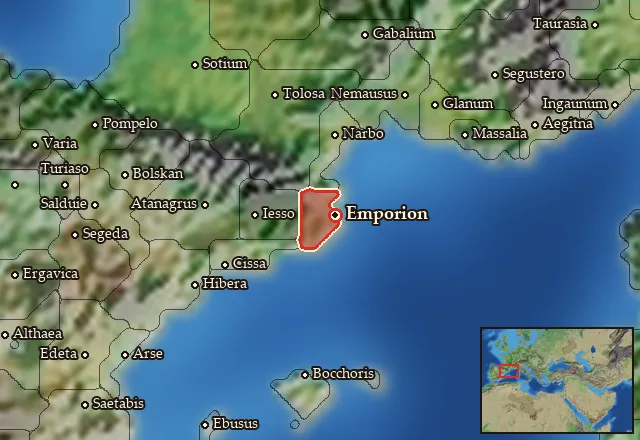 Taurasia
Gabalium
Sotium
Segustero
Tolosa
Nemausus
Glanum
Ingaunum
Pompelo
Narbo
Massalia
Aegitna
Varia
Turiaso
Bolskan
Salduie
Atanagrus
Iesso
Emporion
Segeda
Cissa
Ergavica
Hibera
Althaea
Edeta
Arse
Bocchoris
Saetabis
Ebusus